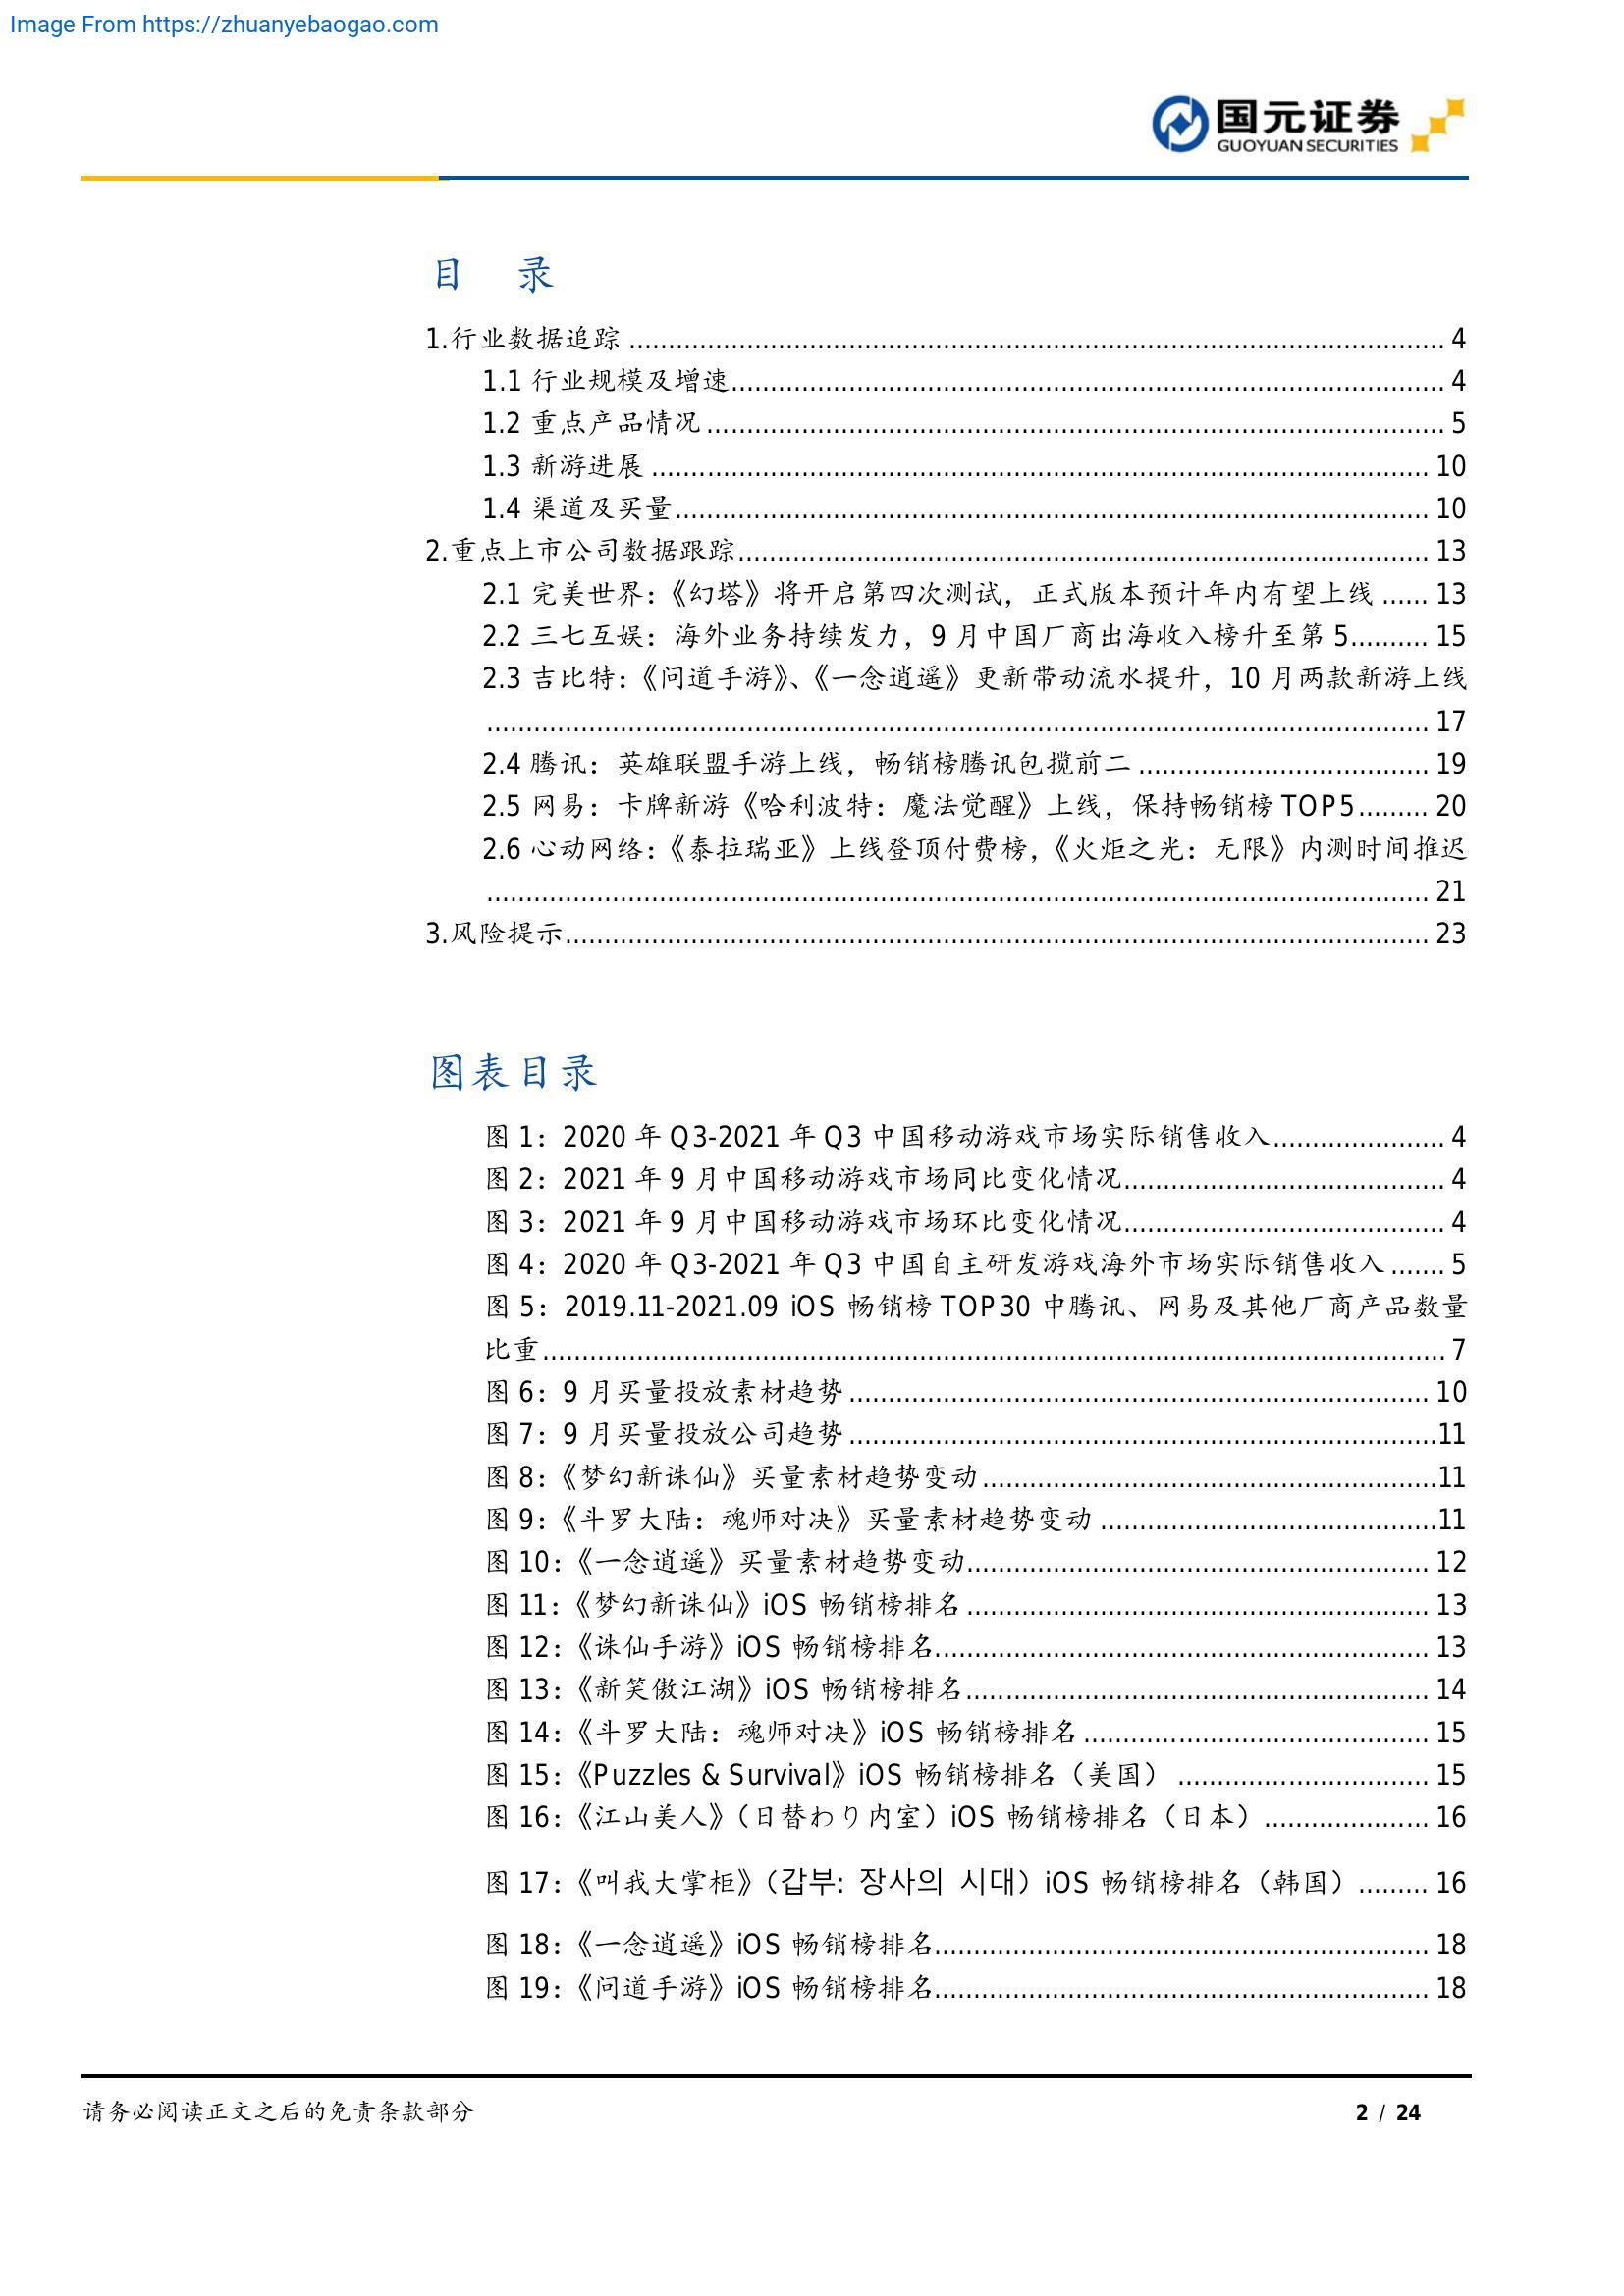 Image From https://zhuanyebaogao.com
国元证券
GUOYUAN SECURITIES
目 录
1.行业数据追踪 ........ 4
1.1 行业规模及增速........ 4
1.2 重点产品情况 ........ 5
1.3 新游进展 ........ 10
1.4 渠道及买量........ 10
2.重点上市公司数据跟踪........ 13
2.1 完美世界：《幻塔》将开启第四次测试，正式版本预计年内有望上线 ...... 13
2.2 三七互娱：海外业务持续发力，9 月中国厂商出海收入榜升至第 5.......... 15
2.3 吉比特：《问道手游》、《一念逍遥》更新带动流水提升，10 月两款新游上线
........ 17
2.4 腾讯：英雄联盟手游上线，畅销榜腾讯包揽前二 ........ 19
2.5 网易：卡牌新游《哈利波特：魔法觉醒》上线，保持畅销榜 TOP5......... 20
2.6 心动网络：《泰拉瑞亚》上线登顶付费榜，《火炬之光：无限》内测时间推迟
........ 21
3.风险提示........ 23
图表目录
图 1：2020 年 Q3-2021 年 Q3 中国移动游戏市场实际销售收入........ 4
图 2：2021 年 9 月中国移动游戏市场同比变化情况........ 4
图 3：2021 年 9 月中国移动游戏市场环比变化情况........ 4
图 4：2020 年 Q3-2021 年 Q3 中国自主研发游戏海外市场实际销售收入 ....... 5
图 5：2019.11-2021.09 iOS 畅销榜 TOP30 中腾讯、网易及其他厂商产品数量
比重........ 7
图 6：9 月买量投放素材趋势 ........ 10
图 7：9 月买量投放公司趋势 ........11
图 8：《梦幻新诛仙》买量素材趋势变动 ........11
图 9：《斗罗大陆：魂师对决》买量素材趋势变动 ........11
图 10：《一念逍遥》买量素材趋势变动........ 12
图 11：《梦幻新诛仙》iOS 畅销榜排名 ........ 13
图 12：《诛仙手游》iOS 畅销榜排名........ 13
图 13：《新笑傲江湖》iOS 畅销榜排名........ 14
图 14：《斗罗大陆：魂师对决》iOS 畅销榜排名 ........ 15
图 15：《Puzzles & Survival》iOS 畅销榜排名（美国） ........ 15
图 16：《江山美人》（日替わり内室）iOS 畅销榜排名（日本）........ 16
图 17：《叫我大掌柜》（갑부: 장사의 시대）iOS 畅销榜排名（韩国）......... 16
图 18：《一念逍遥》iOS 畅销榜排名........ 18
图 19：《问道手游》iOS 畅销榜排名........ 18
请务必阅读正文之后的免责条款部分
2 / 24